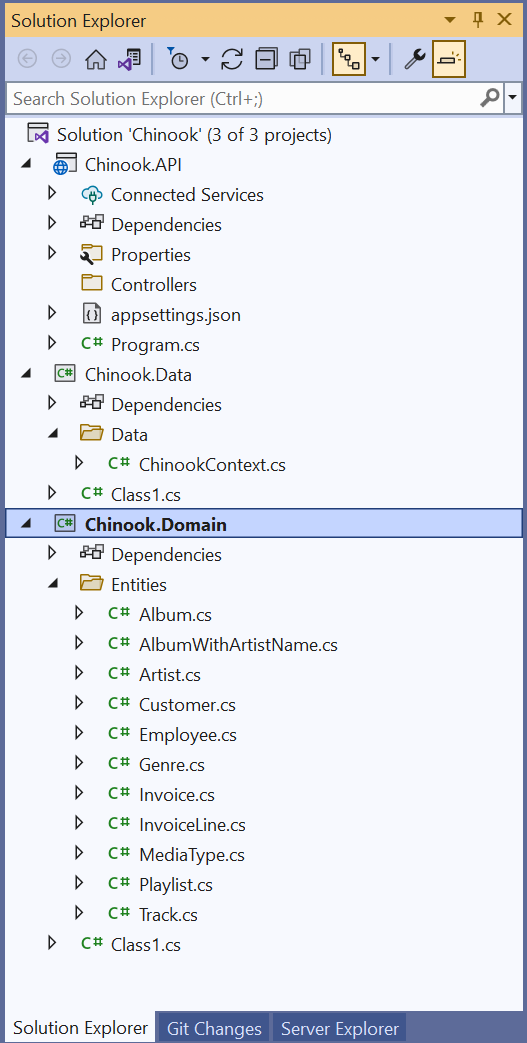 Solution Explorer
Search Solution Explorer (Ctrl+;)
Solution 'Chinook' (3 of 3 projects)
Chinook.API
Connected Services
Dependencies
Properties
Controllers
appsettings.json
C# Program.cs
C# Chinook.Data
Dependencies
Data
C# ChinookContext.cs
C# Class1.cs
C# Chinook.Domain
Dependencies
Entities
C# Album.cs
C# AlbumWithArtistName.cs
C# Artist.cs
C# Customer.cs
C# Employee.cs
C# Genre.cs
C# Invoice.cs
C# InvoiceLine.cs
C# MediaType.cs
C# Playlist.cs
C# Track.cs
C# Class1.cs
Solution Explorer Git Changes Server Explorer